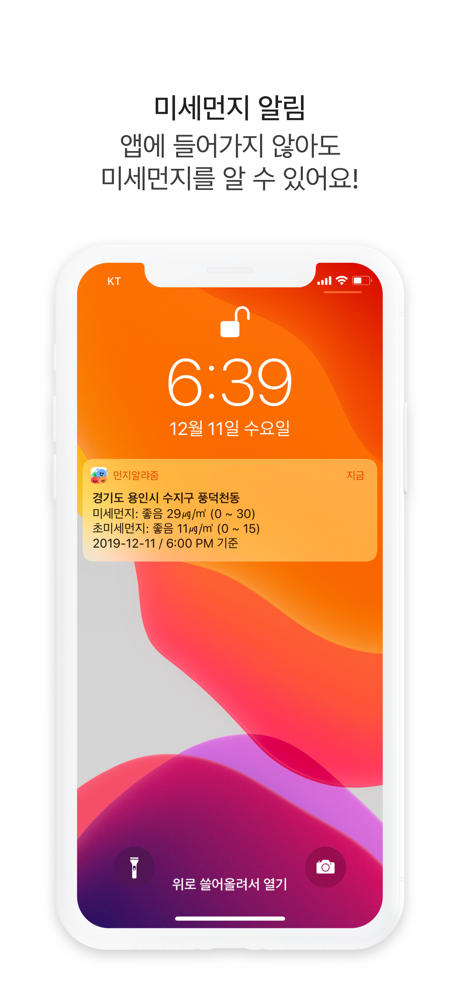 미세먼지 알림
앱에 들어가지 않아도
미세먼지를 알 수 있어요!
KT
6:39
12월 11일 수요일
먼지알랴줌 지금
경기도 용인시 수지구 풍덕천동
미세먼지: 좋음 29㎍/㎥ (0 ~ 30)
초미세먼지: 좋음 11㎍/㎥ (0 ~ 15)
2019-12-11 / 6:00 PM 기준
위로 쓸어올려서 열기